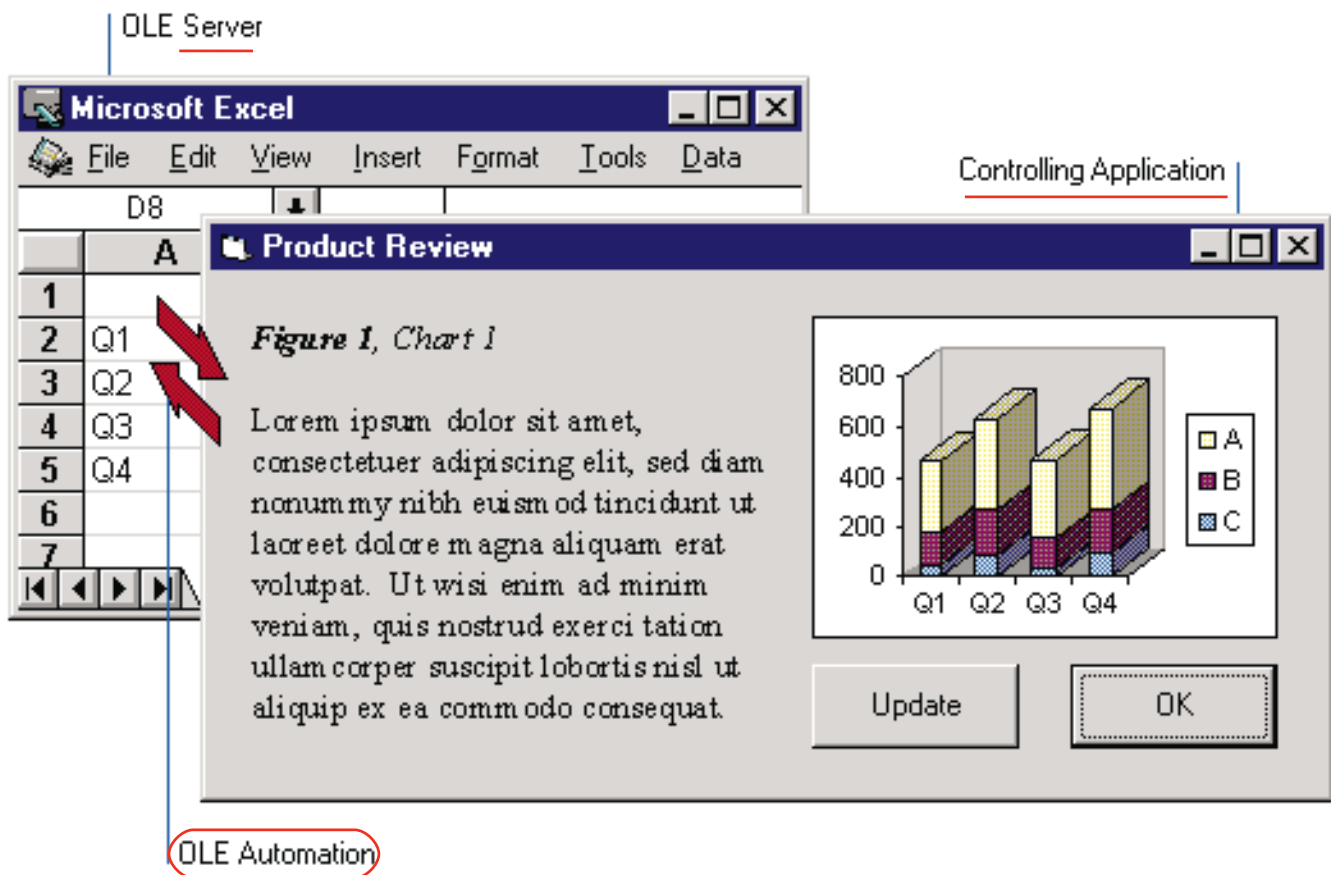 OLE Server
Microsoft Excel
File Edit View Insert Format Tools Data
Controlling Application
D8
A
Product Review
1
2 Q1
3 Q2
4 Q3
5 Q4
6
7
Figure 1, Chart 1
Lorem ipsum dolor sit amet,
consectetuer adipiscing elit, sed diam
nonummy nibh euismod tincidunt ut
laoreet dolore magna aliquam erat
volutpat. Ut wisi enim ad minim
veniam, quis nostrud exerci tation
ullamcorper suscipit lobortis nisl ut
aliquip ex ea commodo consequat.
800
600
400
200
0
Q1 Q2 Q3 Q4
A
B
C
Update OK
OLE Automation